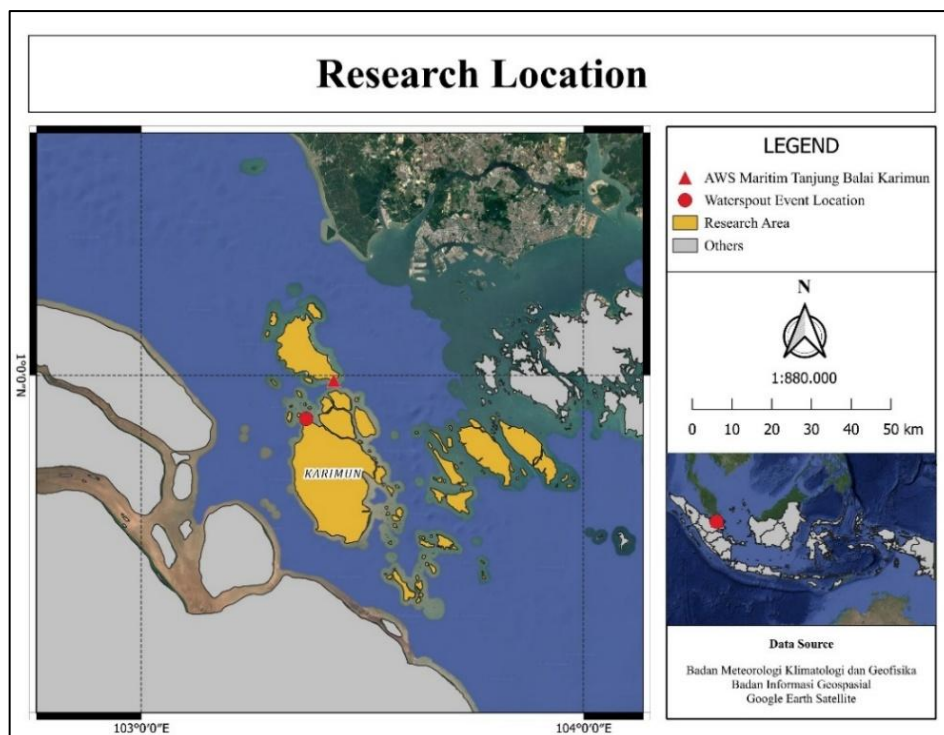 Research Location
LEGEND
AWS Maritim Tanjung Balai Karimun
Waterspout Event Location
Research Area
Others
N
1:880.000
0 10 20 30 40 50 km
1°0'0"N
KARIMUN
103°0'0"E
104°0'0"E
Data Source
Badan Meteorologi Klimatologi dan Geofisika
Badan Informasi Geospasial
Google Earth Satellite